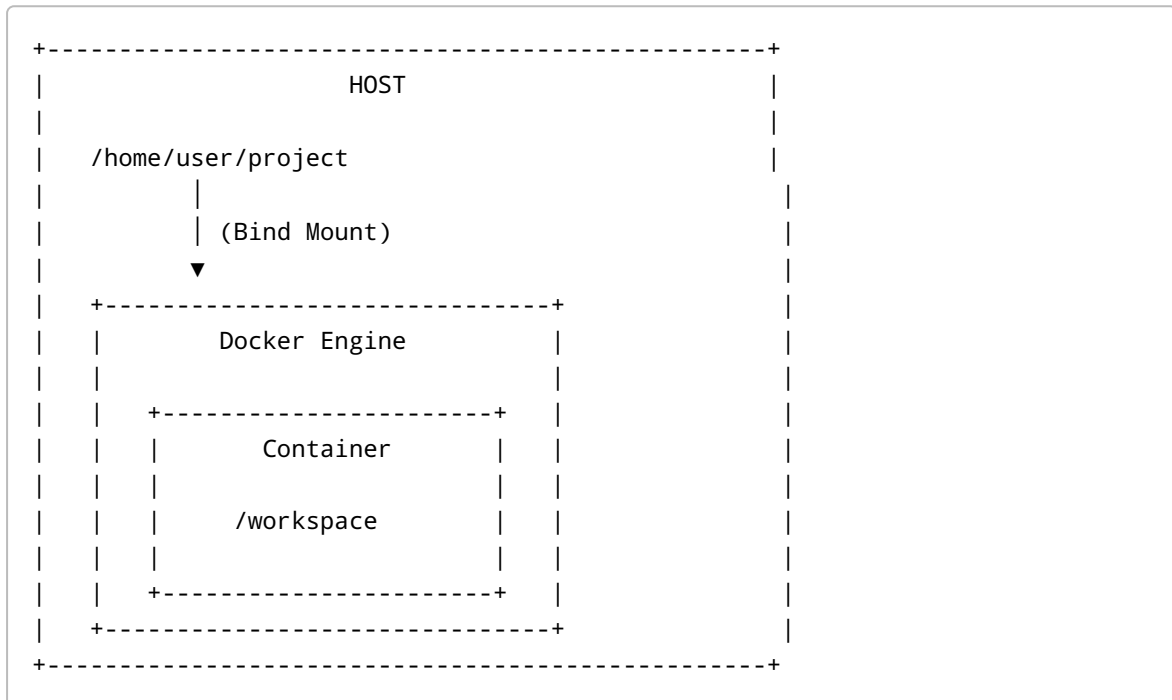 +--------------------------------------------------+
|                     HOST                         |
|                                                  |
|   /home/user/project                             |
|          │                                        |
|          │ (Bind Mount)                           |
|          ▼                                        |
|   +-------------------------------+               |
|   |        Docker Engine          |               |
|   |                               |               |
|   |   +-----------------------+   |               |
|   |   |       Container       |   |               |
|   |   |                       |   |               |
|   |   |     /workspace        |   |               |
|   |   |                       |   |               |
|   |   +-----------------------+   |               |
|   +-------------------------------+               |
+--------------------------------------------------+